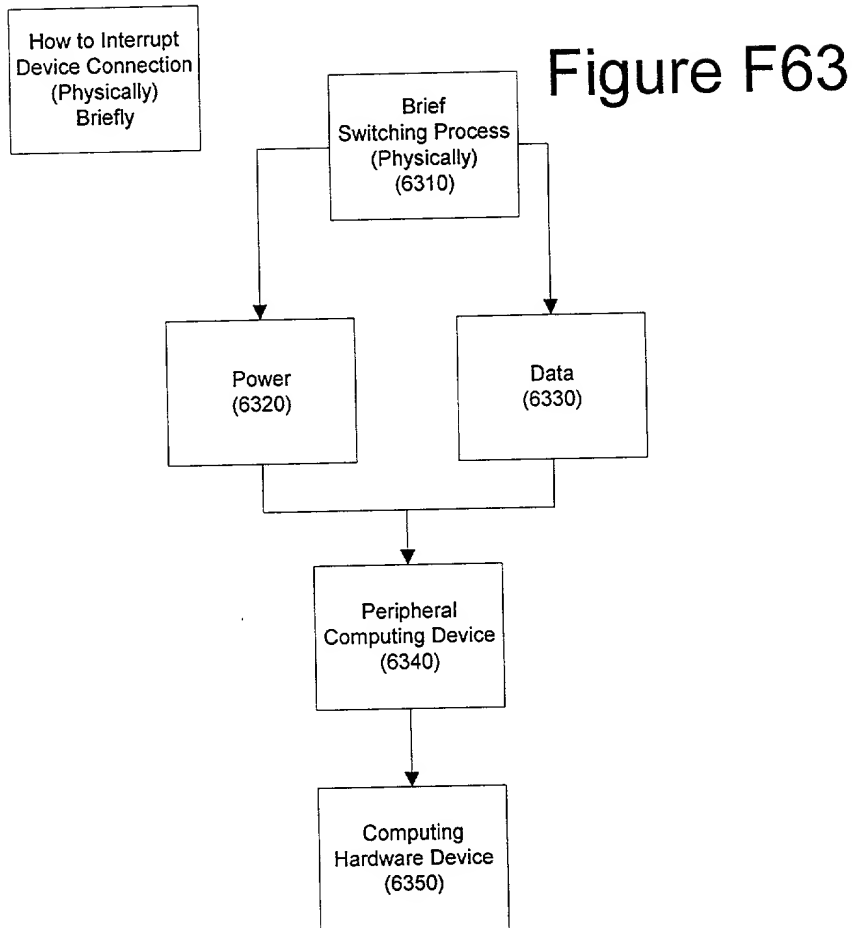 How to Interrupt
Device Connection
(Physically)
Briefly
Figure F63
Brief
Switching Process
(Physically)
(6310)
Power
(6320)
Data
(6330)
Peripheral
Computing Device
(6340)
Computing
Hardware Device
(6350)